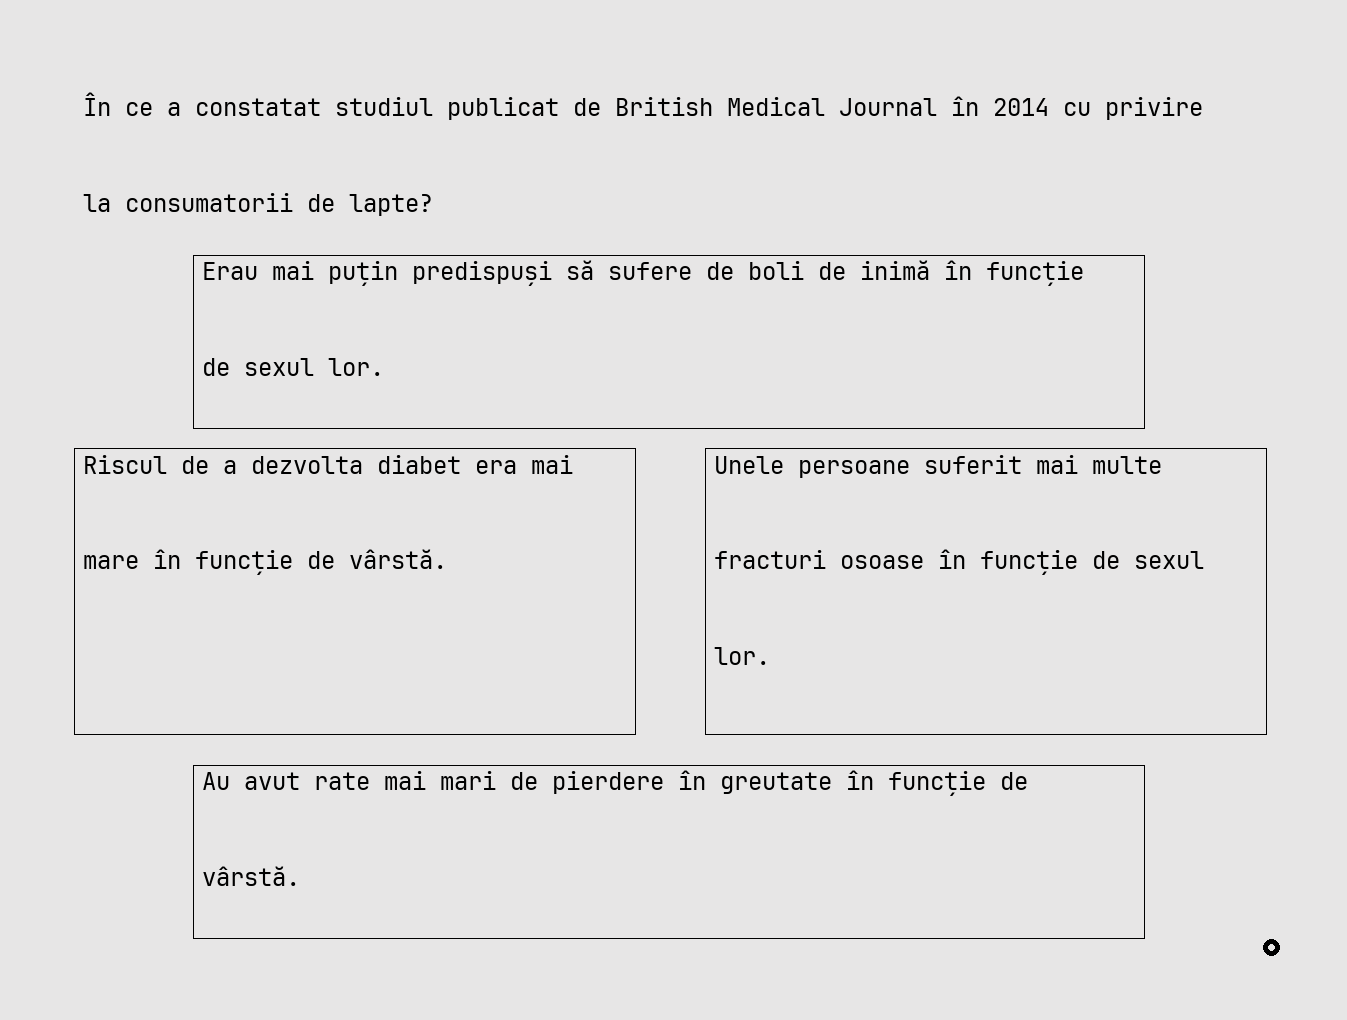 În ce a constatat studiul publicat de British Medical Journal în 2014 cu privire
la consumatorii de lapte?
Erau mai puțin predispuși să sufere de boli de inimă în funcție
de sexul lor.
Riscul de a dezvolta diabet era mai
mare în funcție de vârstă.
Unele persoane suferit mai multe
fracturi osoase în funcție de sexul
lor.
Au avut rate mai mari de pierdere în greutate în funcție de
vârstă.